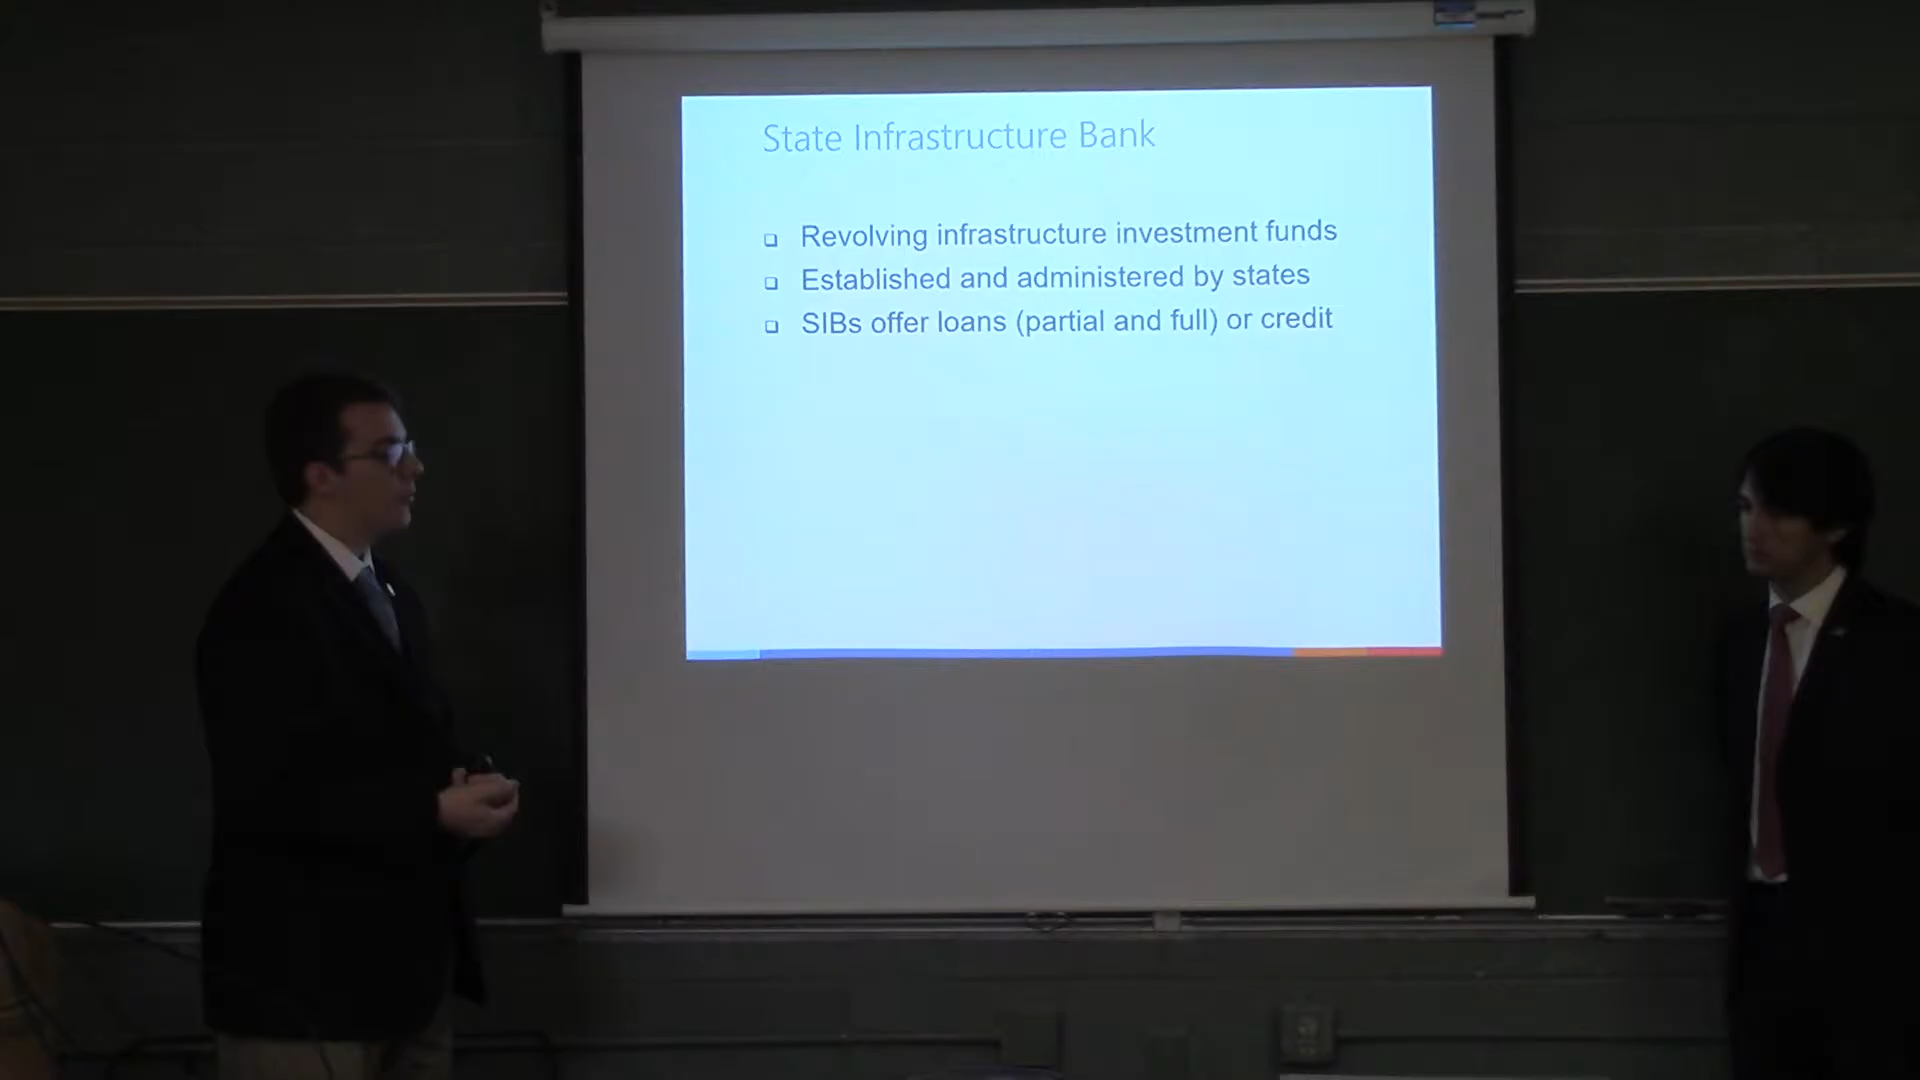 State Infrastructure Bank
Revolving infrastructure investment funds
Established and administered by states
SIBs offer loans (partial and full) or credit